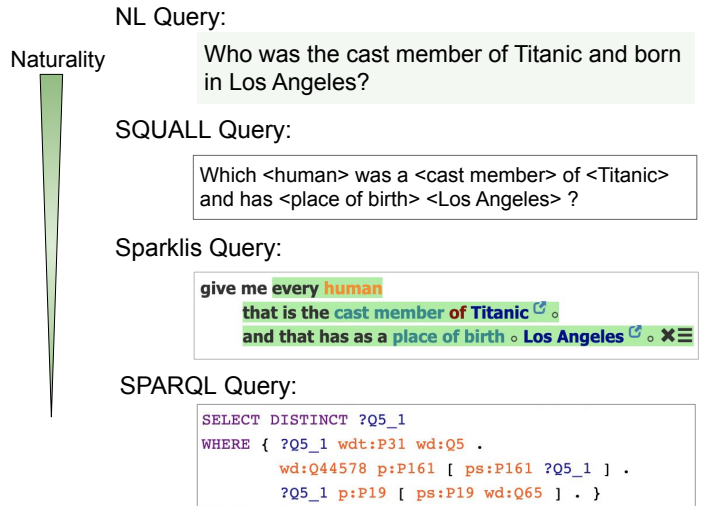 NL Query:
Naturality
Who was the cast member of Titanic and born
in Los Angeles?
SQUALL Query:
Which <human> was a <cast member> of <Titanic>
and has <place of birth> <Los Angeles> ?
Sparklis Query:
give me every human
that is the cast member of Titanic
and that has as a place of birth Los Angeles
SPARQL Query:
SELECT DISTINCT ?Q5_1
WHERE { ?Q5_1 wdt:P31 wd:Q5 .
wd:Q44578 p:P161 [ ps:P161 ?Q5_1 ] .
?Q5_1 p:P19 [ ps:P19 wd:Q65 ] . }